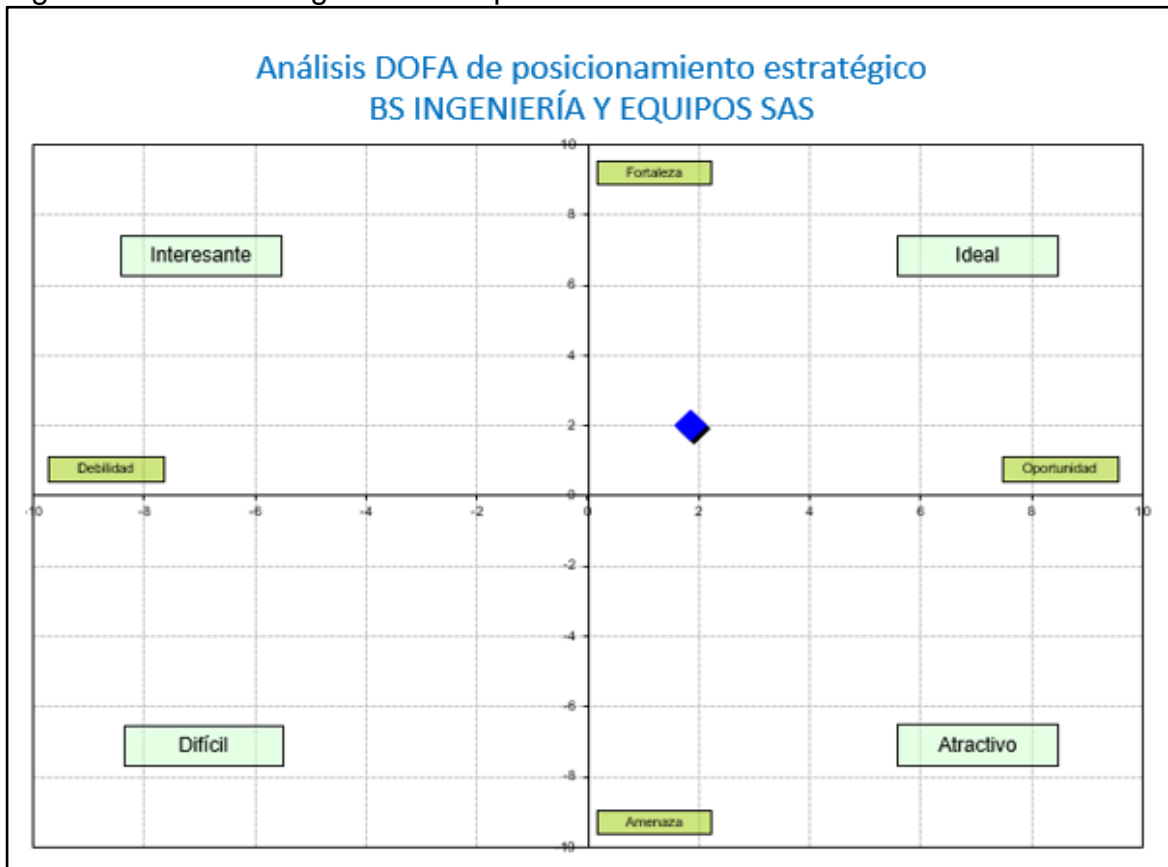 Análisis DOFA de posicionamiento estratégico
BS INGENIERÍA Y EQUIPOS SAS
10
Fortaleza
8
Interesante
Ideal
6
4
2
Debilidad
Oportunidad
0
-10 -8 -6 -4 -2 0 2 4 6 8 10
-2
-4
-6
Difícil
Atractivo
-8
Amenaza
-10